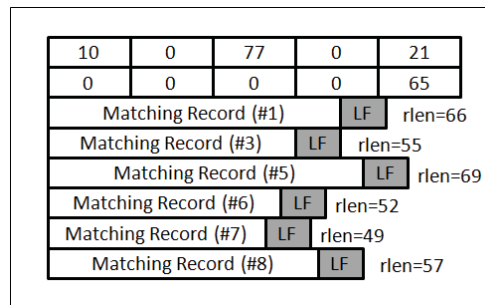 10 0 77 0 21
0 0 0 0 65
Matching Record (#1) LF rlen=66
Matching Record (#3) LF rlen=55
Matching Record (#5) LF rlen=69
Matching Record (#6) LF rlen=52
Matching Record (#7) LF rlen=49
Matching Record (#8) LF rlen=57